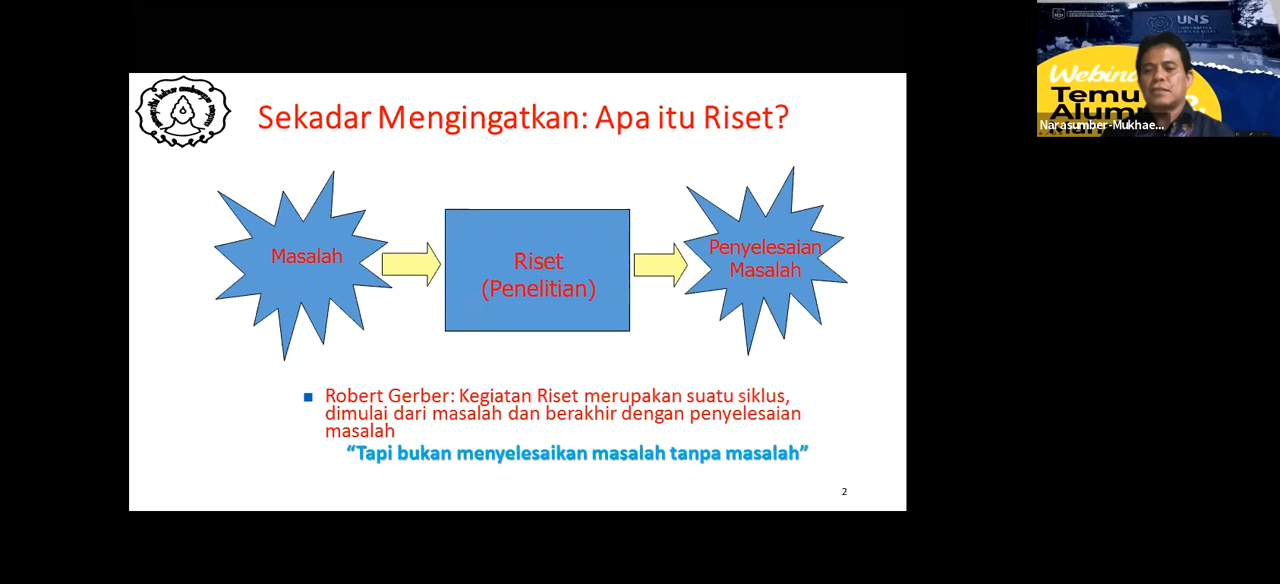 Sekadar Mengingatkan: Apa itu Riset?
Masalah
Riset
(Penelitian)
Penyelesaian
Masalah
■ Robert Gerber: Kegiatan Riset merupakan suatu siklus,
dimulai dari masalah dan berakhir dengan penyelesaian
masalah
“Tapi bukan menyelesaikan masalah tanpa masalah”
2
UNS
Webin
Temu
Alum
Narasumber-Mukhae...